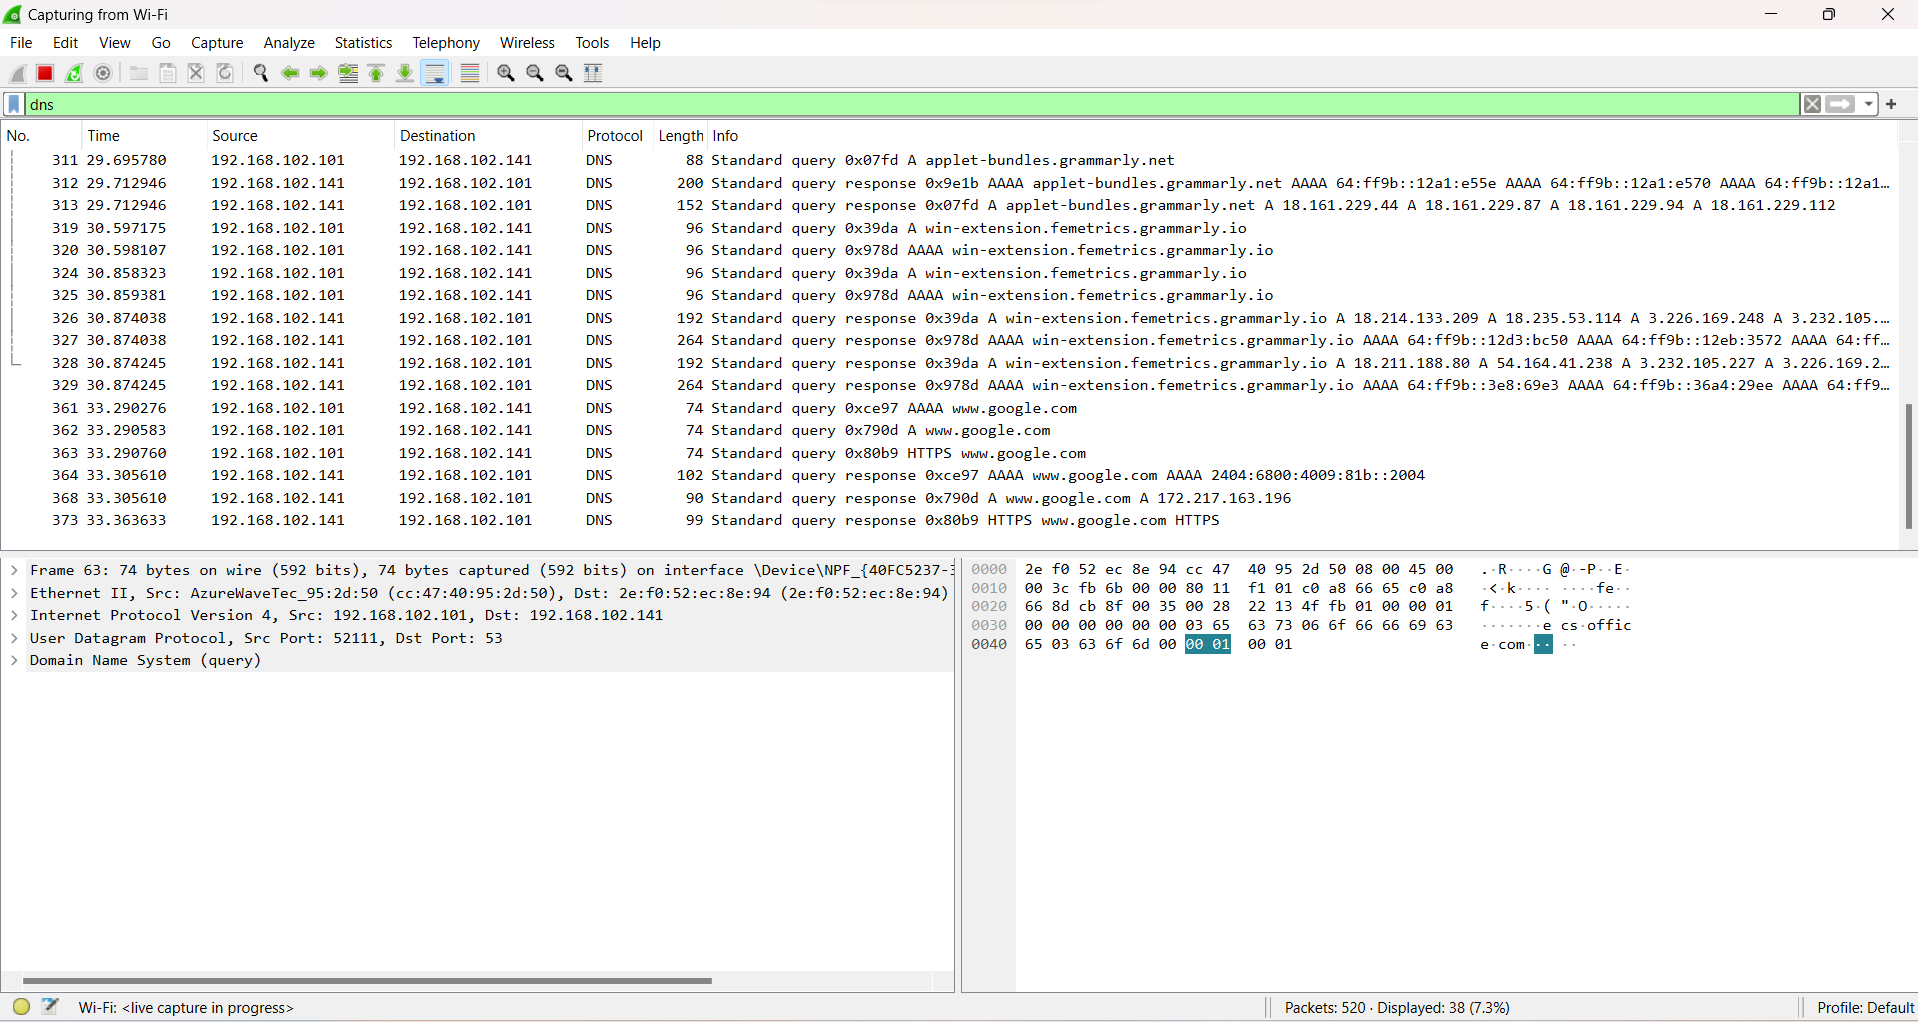 Capturing from Wi-Fi
File Edit View Go Capture Analyze Statistics Telephony Wireless Tools Help
dns
No. Time Source Destination Protocol Length Info
311 29.695780 192.168.102.101 192.168.102.141 DNS 88 Standard query 0x07fd A applet-bundles.grammarly.net
312 29.712946 192.168.102.141 192.168.102.101 DNS 200 Standard query response 0x9e1b AAAA applet-bundles.grammarly.net AAAA 64:ff9b::12a1:e55e AAAA 64:ff9b::12a1:e570 AAAA 64:ff9b::12a1…
313 29.712946 192.168.102.141 192.168.102.101 DNS 152 Standard query response 0x07fd A applet-bundles.grammarly.net A 18.161.229.44 A 18.161.229.87 A 18.161.229.94 A 18.161.229.112
319 30.597175 192.168.102.101 192.168.102.141 DNS 96 Standard query 0x39da A win-extension.femetrics.grammarly.io
320 30.598107 192.168.102.101 192.168.102.141 DNS 96 Standard query 0x978d AAAA win-extension.femetrics.grammarly.io
324 30.858323 192.168.102.101 192.168.102.141 DNS 96 Standard query 0x39da A win-extension.femetrics.grammarly.io
325 30.859381 192.168.102.101 192.168.102.141 DNS 96 Standard query 0x978d AAAA win-extension.femetrics.grammarly.io
326 30.874038 192.168.102.141 192.168.102.101 DNS 192 Standard query response 0x39da A win-extension.femetrics.grammarly.io A 18.214.133.209 A 18.235.53.114 A 3.226.169.248 A 3.232.105.…
327 30.874038 192.168.102.141 192.168.102.101 DNS 264 Standard query response 0x978d AAAA win-extension.femetrics.grammarly.io AAAA 64:ff9b::12d3:bc50 AAAA 64:ff9b::12eb:3572 AAAA 64:ff…
328 30.874245 192.168.102.141 192.168.102.101 DNS 192 Standard query response 0x39da A win-extension.femetrics.grammarly.io A 18.211.188.80 A 54.164.41.238 A 3.232.105.227 A 3.226.169.2…
329 30.874245 192.168.102.141 192.168.102.101 DNS 264 Standard query response 0x978d AAAA win-extension.femetrics.grammarly.io AAAA 64:ff9b::3e8:69e3 AAAA 64:ff9b::36a4:29ee AAAA 64:ff9…
361 33.290276 192.168.102.101 192.168.102.141 DNS 74 Standard query 0xce97 AAAA www.google.com
362 33.290583 192.168.102.101 192.168.102.141 DNS 74 Standard query 0x790d A www.google.com
363 33.290760 192.168.102.101 192.168.102.141 DNS 74 Standard query 0x80b9 HTTPS www.google.com
364 33.305610 192.168.102.141 192.168.102.101 DNS 102 Standard query response 0xce97 AAAA www.google.com AAAA 2404:6800:4009:81b::2004
368 33.305610 192.168.102.141 192.168.102.101 DNS 90 Standard query response 0x790d A www.google.com A 172.217.163.196
373 33.363633 192.168.102.141 192.168.102.101 DNS 99 Standard query response 0x80b9 HTTPS www.google.com HTTPS
Frame 63: 74 bytes on wire (592 bits), 74 bytes captured (592 bits) on interface \Device\NPF_{40FC5237-
Ethernet II, Src: AzureWaveTec_95:2d:50 (cc:47:40:95:2d:50), Dst: 2e:f0:52:ec:8e:94 (2e:f0:52:ec:8e:94)
Internet Protocol Version 4, Src: 192.168.102.101, Dst: 192.168.102.141
User Datagram Protocol, Src Port: 52111, Dst Port: 53
Domain Name System (query)
0000 2e f0 52 ec 8e 94 cc 47 40 95 2d 50 08 00 45 00 .·R····G @·-P··E·
0010 00 3c fb 6b 00 00 80 11 f1 01 c0 a8 66 65 c0 a8 ·<·k···· ····fe··
0020 66 8d cb 8f 00 35 00 28 22 13 4f fb 01 00 00 01 f····5·( "·O·····
0030 00 00 00 00 00 00 03 65 63 73 06 6f 66 66 69 63 ·······e cs·offic
0040 65 03 63 6f 6d 00 00 01 00 01 e·com··· ··
Wi-Fi: <live capture in progress>
Packets: 520 · Displayed: 38 (7.3%)
Profile: Default